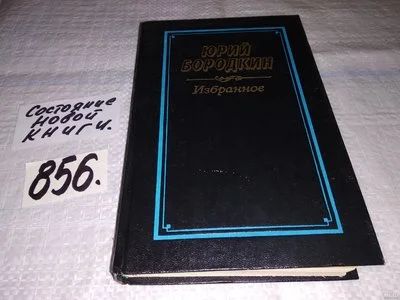 Состояние
новой
книги.
856.
ЮРИЙ
БОРОДКИН
Избранное